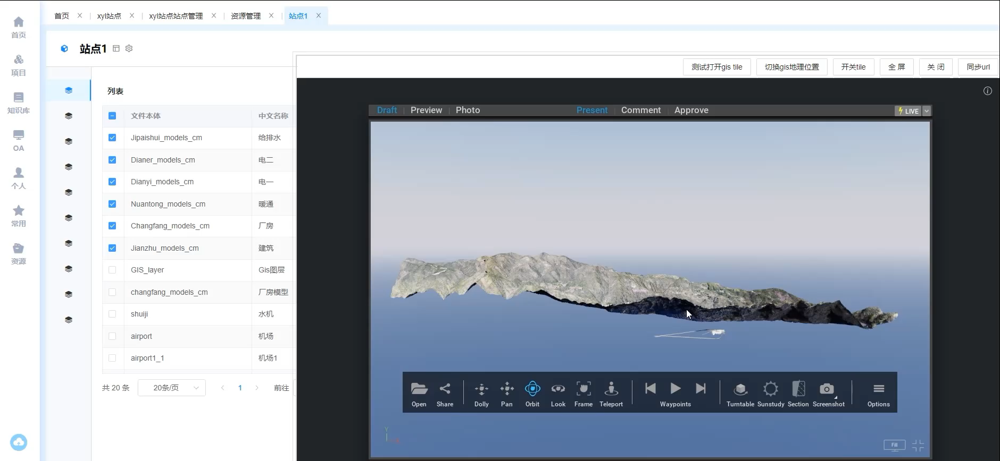 首页
项目
知识库
OA
个人
常用
资源
首页 xyl站点 xyl站点站点管理 资源管理 站点1
站点1
测试打开gis tile 切换gis地理位置 开关tile 全 屏 关 闭 同步url
列表
文件本体 中文名称
Jipaishui_models_cm 给排水
Dianer_models_cm 电二
Dianyi_models_cm 电一
Nuantong_models_cm 暖通
Changfang_models_cm 厂房
Jianzhu_models_cm 建筑
GIS_layer Gis图层
changfang_models_cm 厂房模型
shuiji 水机
airport 机场
airport1_1 机场1
共 20 条 20条/页 1 前往
Draft Preview Photo Present Comment Approve LIVE
Open Share Dolly Pan Orbit Look Frame Teleport Waypoints Turntable Sunstudy Section Screenshot Options
Y
Fill